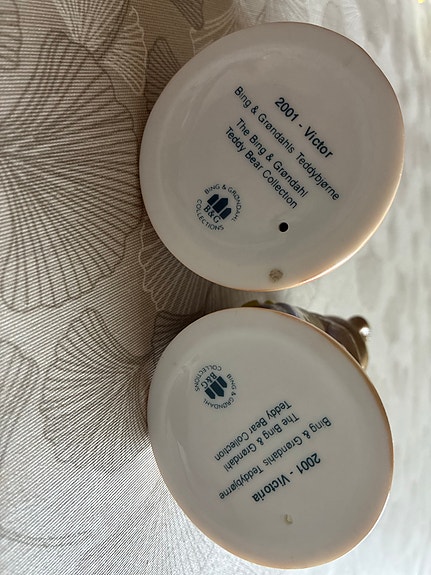 2001 - Victor
Bing & Grøndahls Teddybjørne
The Bing & Grøndahl
Teddy Bear Collection
BING & GRØNDAHL
B&G
COLLECTIONS
2001 - Victoria
Bing & Grøndahls Teddybjørne
The Bing & Grøndahl
Teddy Bear Collection
BING & GRØNDAHL
B&G
COLLECTIONS